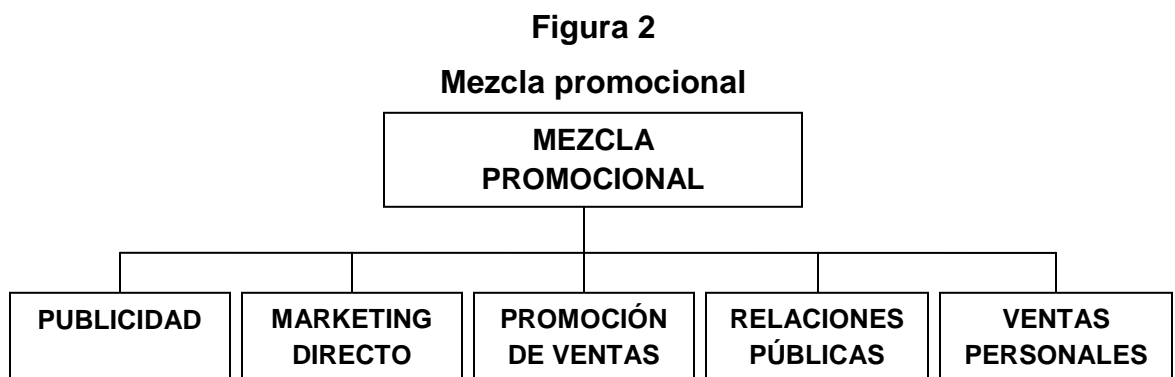 Figura 2
Mezcla promocional
MEZCLA
PROMOCIONAL
PUBLICIDAD
MARKETING
DIRECTO
PROMOCIÓN
DE VENTAS
RELACIONES
PÚBLICAS
VENTAS
PERSONALES